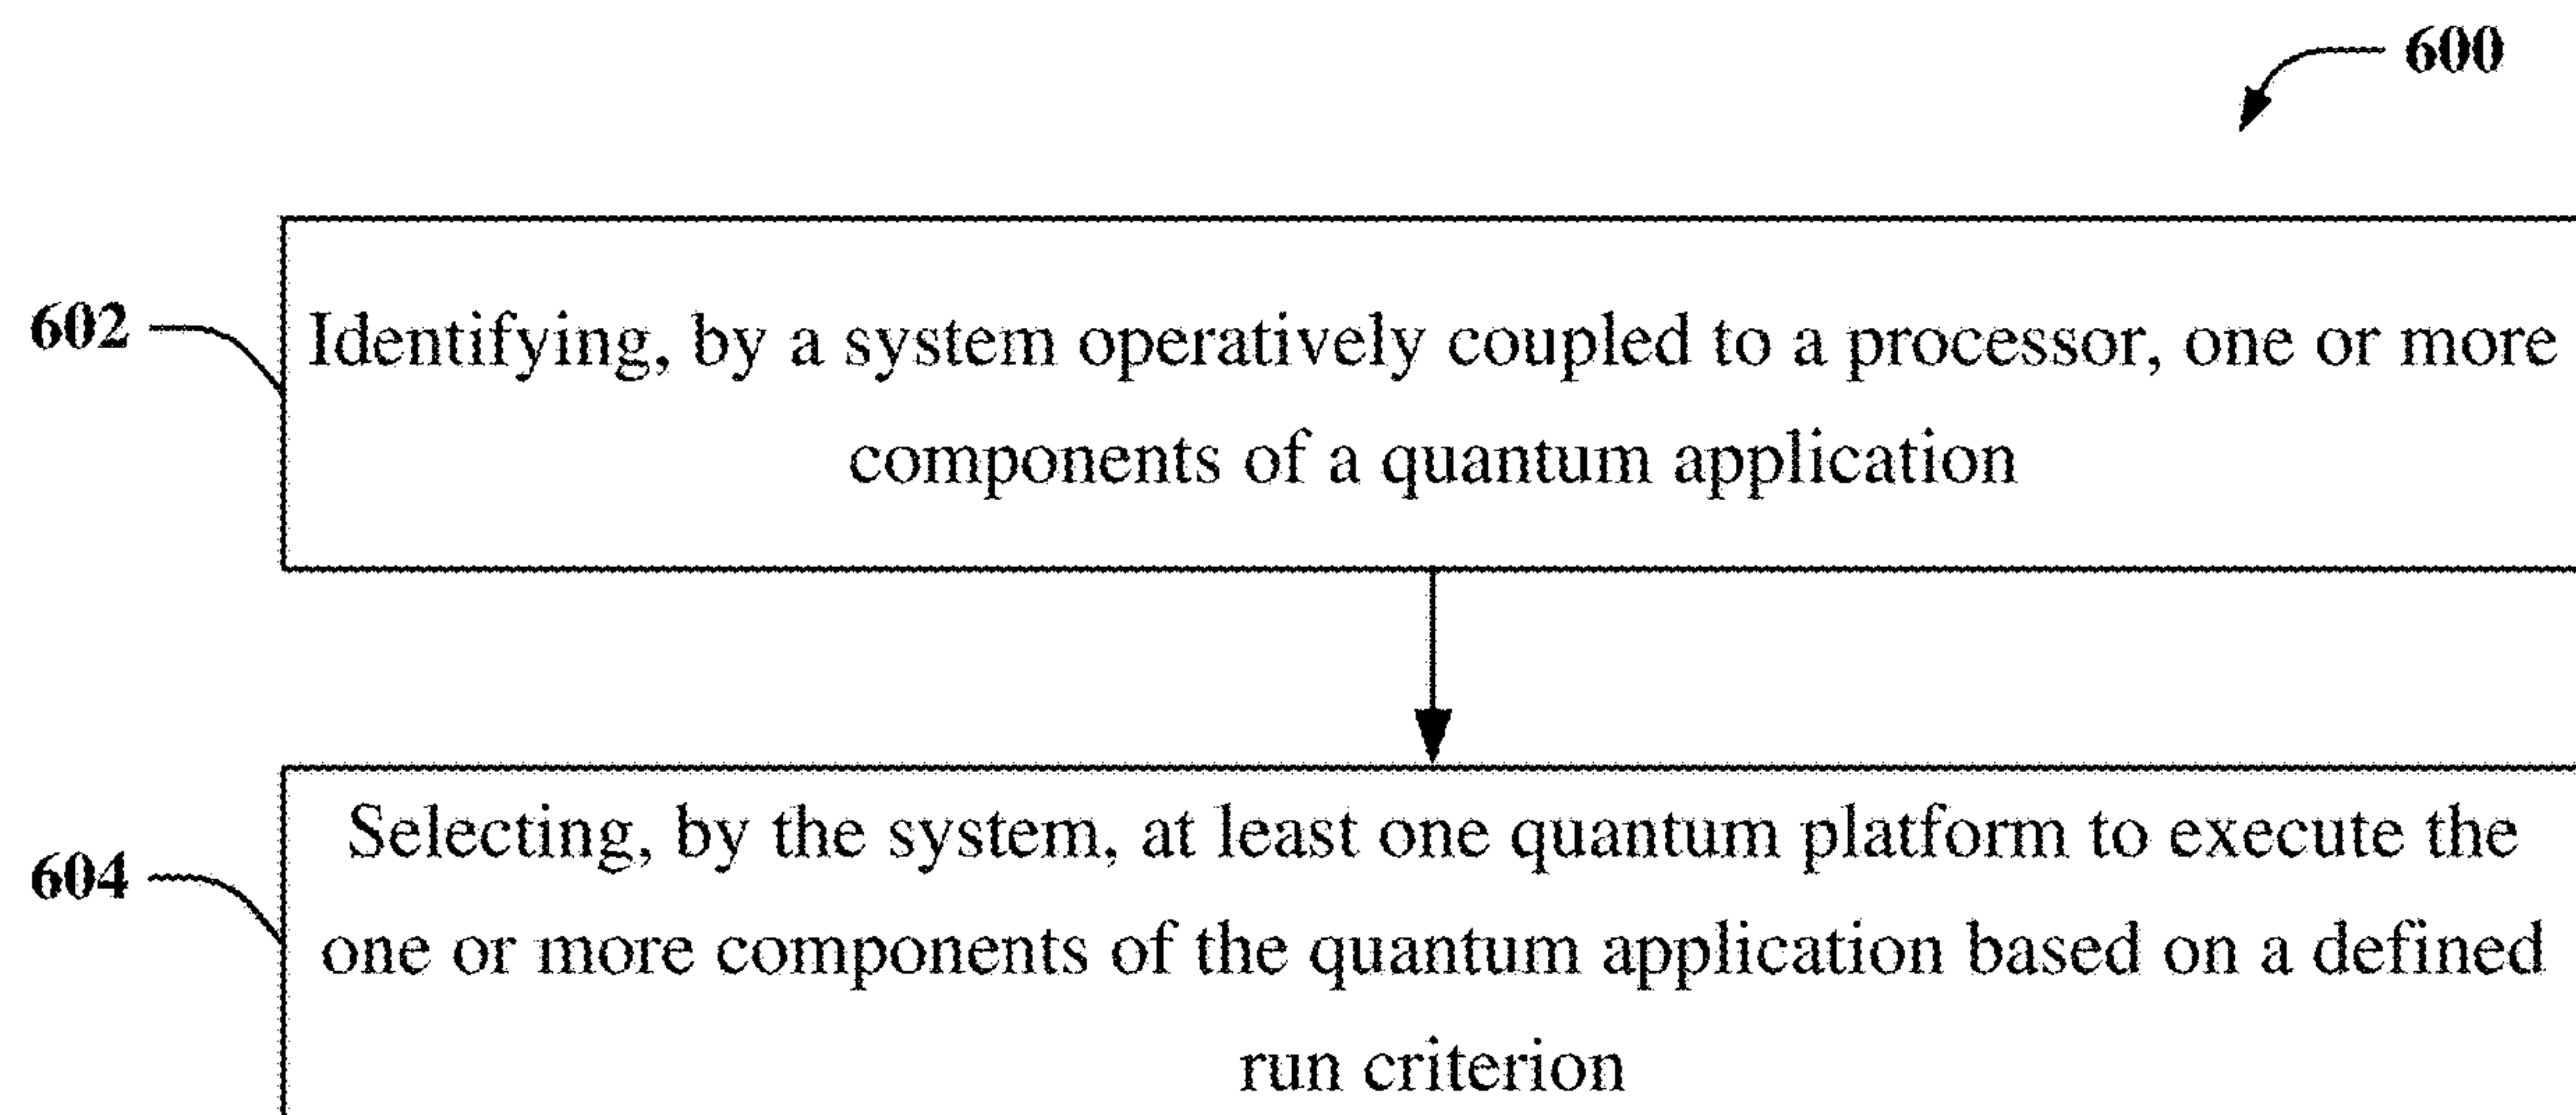 600
602
Identifying, by a system operatively coupled to a processor, one or more
components of a quantum application
604
Selecting, by the system, at least one quantum platform to execute the
one or more components of the quantum application based on a defined
run criterion